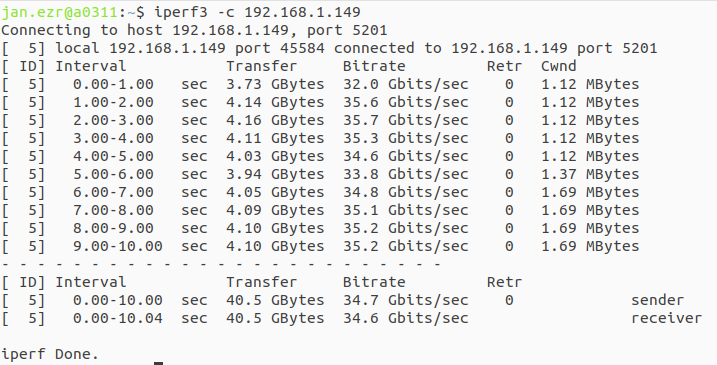 jan.ezr@a0311:~$ iperf3 -c 192.168.1.149
Connecting to host 192.168.1.149, port 5201
[  5] local 192.168.1.149 port 45584 connected to 192.168.1.149 port 5201
[ ID] Interval           Transfer     Bitrate         Retr  Cwnd
[  5]   0.00-1.00   sec  3.73 GBytes  32.0 Gbits/sec    0   1.12 MBytes
[  5]   1.00-2.00   sec  4.14 GBytes  35.6 Gbits/sec    0   1.12 MBytes
[  5]   2.00-3.00   sec  4.16 GBytes  35.7 Gbits/sec    0   1.12 MBytes
[  5]   3.00-4.00   sec  4.11 GBytes  35.3 Gbits/sec    0   1.12 MBytes
[  5]   4.00-5.00   sec  4.03 GBytes  34.6 Gbits/sec    0   1.12 MBytes
[  5]   5.00-6.00   sec  3.94 GBytes  33.8 Gbits/sec    0   1.37 MBytes
[  5]   6.00-7.00   sec  4.05 GBytes  34.8 Gbits/sec    0   1.69 MBytes
[  5]   7.00-8.00   sec  4.09 GBytes  35.1 Gbits/sec    0   1.69 MBytes
[  5]   8.00-9.00   sec  4.10 GBytes  35.2 Gbits/sec    0   1.69 MBytes
[  5]   9.00-10.00  sec  4.10 GBytes  35.2 Gbits/sec    0   1.69 MBytes
- - - - - - - - - - - - - - - - - - - - - - - - -
[ ID] Interval           Transfer     Bitrate         Retr
[  5]   0.00-10.00  sec  40.5 GBytes  34.7 Gbits/sec    0             sender
[  5]   0.00-10.04  sec  40.5 GBytes  34.6 Gbits/sec                  receiver
iperf Done.